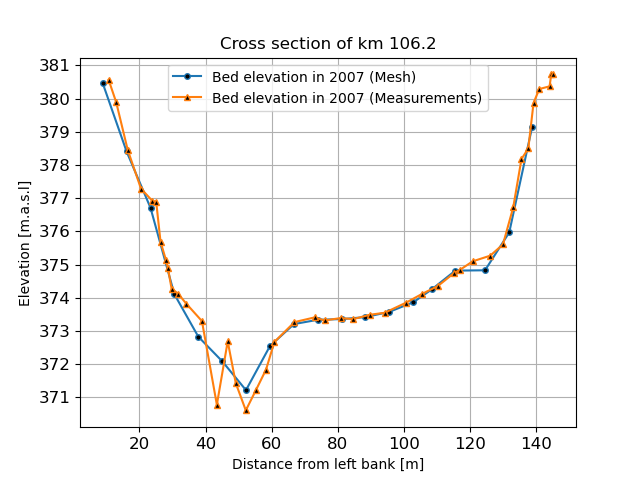 Cross section of km 106.2
Bed elevation in 2007 (Mesh)
Bed elevation in 2007 (Measurements)
Elevation [m.a.s.l]
381
380
379
378
377
376
375
374
373
372
371
20 40 60 80 100 120 140
Distance from left bank [m]